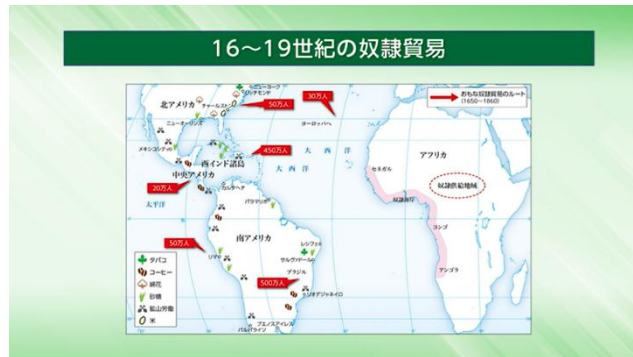 16～19世紀の奴隷貿易
おもな奴隷貿易のルート
(1650～1860)
30万人
ニューヨーク
リッチモンド
北アメリカ
チャールストン
50万人
ニューオーリンズ
ヨーロッパへ
メキシコシティ
450万人
大西洋
アフリカ
西インド諸島
大西洋
中央アメリカ
セネガル
奴隷供給地域
20万人
カルタヘナ
奴隷海岸
パラマリボ
太平洋
コンゴ
南アメリカ
50万人
レシフェ
リマ
サルヴァドール
アンゴラ
タバコ
ブラジル
コーヒー
500万人
綿花
砂糖
リオデジャネイロ
鉱山労働
米
ブエノスアイレス
バルパライソ